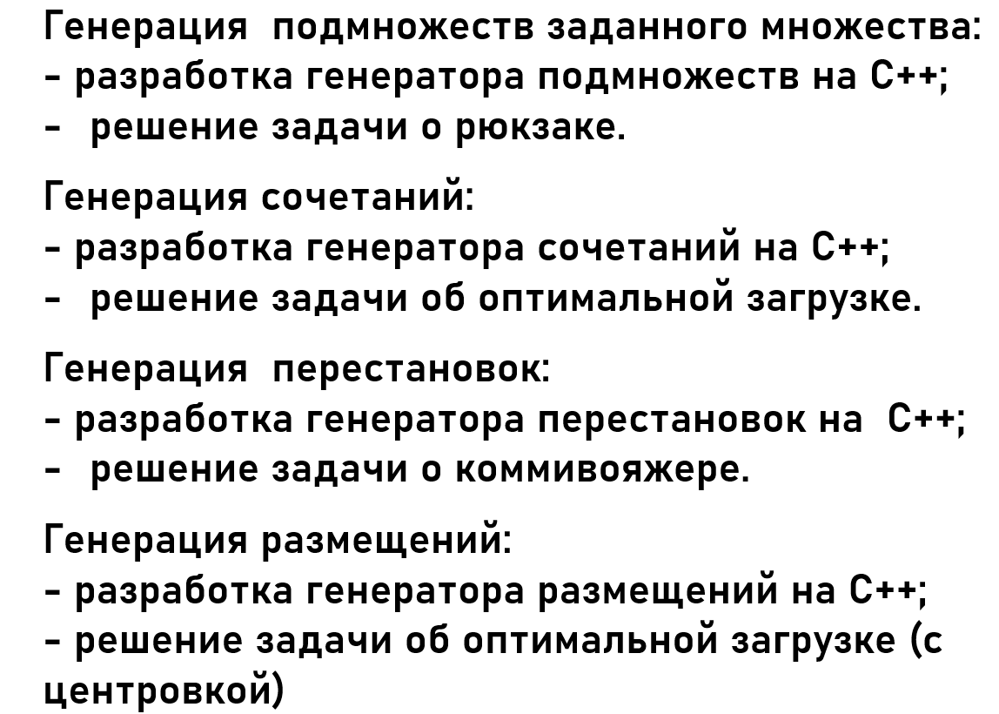 Генерация  подмножеств заданного множества:
- разработка генератора подмножеств на С++;
-  решение задачи о рюкзаке.
Генерация сочетаний:
- разработка генератора сочетаний на С++;
-  решение задачи об оптимальной загрузке.
Генерация  перестановок:
- разработка генератора перестановок на  С++;
-  решение задачи о коммивояжере.
Генерация размещений:
- разработка генератора размещений на С++;
- решение задачи об оптимальной загрузке (с
центровкой)